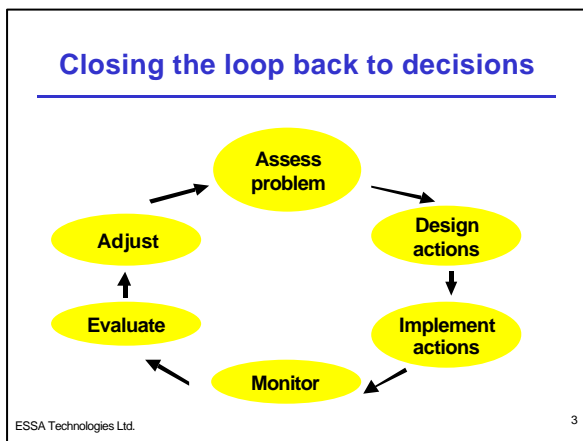 Closing the loop back to decisions
Assess
problem
Design
actions
Implement
actions
Monitor
Evaluate
Adjust
ESSA Technologies Ltd.
3